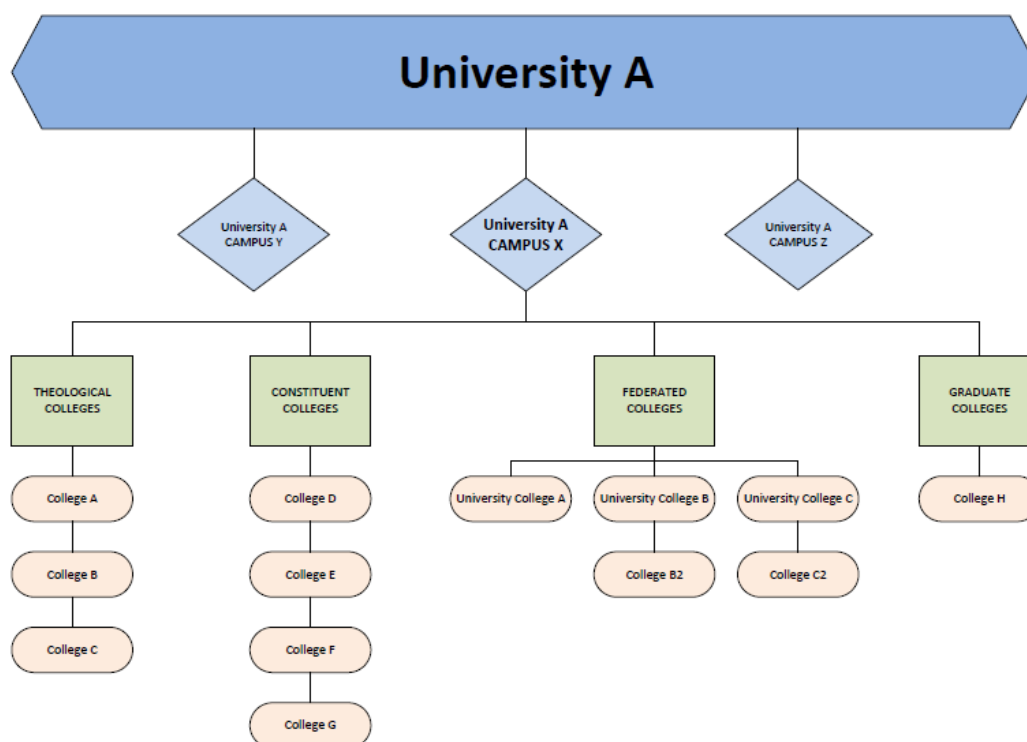 University A
University A
CAMPUS Y
University A
CAMPUS X
University A
CAMPUS Z
THEOLOGICAL
COLLEGES
CONSTITUENT
COLLEGES
FEDERATED
COLLEGES
GRADUATE
COLLEGES
College A
College D
University College A
University College B
University College C
College H
College B
College E
College B2
College C2
College C
College F
College G